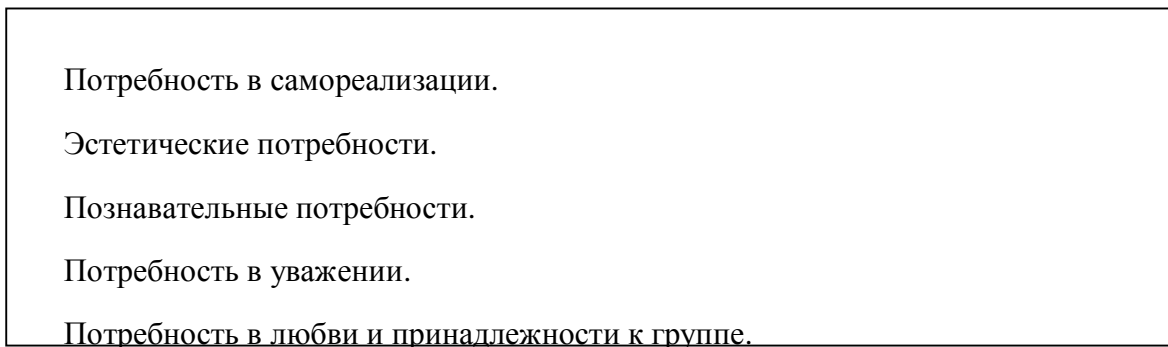 Потребность в самореализации.
Эстетические потребности.
Познавательные потребности.
Потребность в уважении.
Потребность в любви и принадлежности к группе.